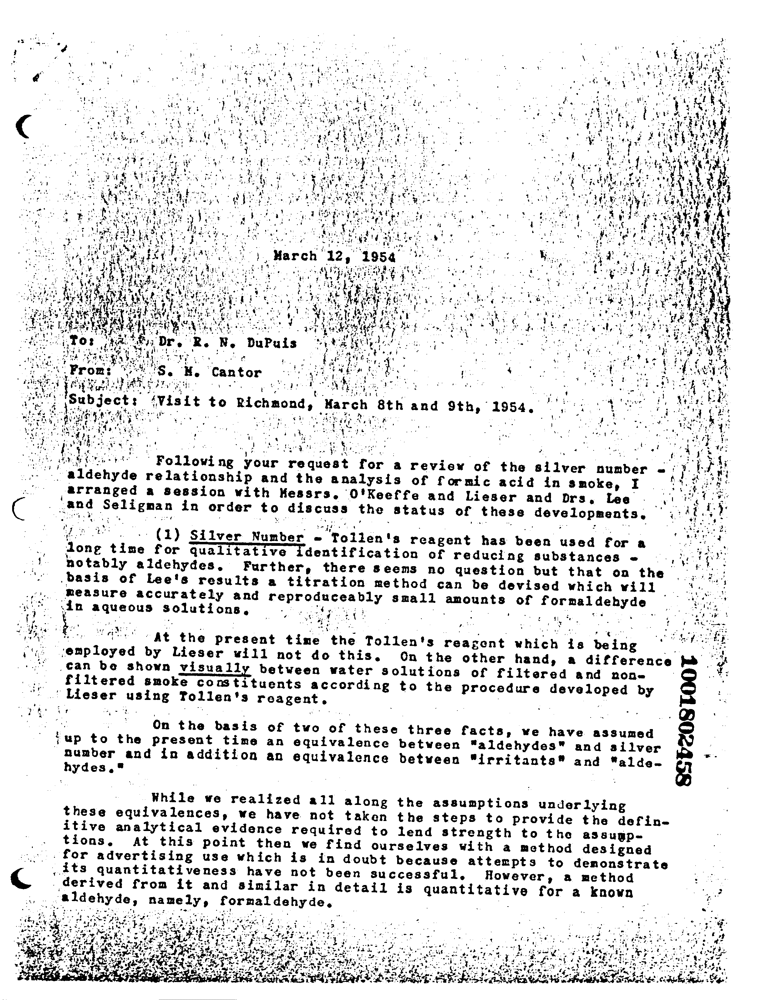 March 12, 1954
To: Dr. R. N. DuPuis
From: S. M. Cantor
Subject: Visit to Richmond, March 8th and 9th, 1954.
Following your request for a review of the silver number -
aldehyde relationship and the analysis of formic acid in smoke, I
arranged a session with Messrs. O'Keeffe and Lieser and Drs. Lee
and Seligman in order to discuss the status of these developments.
(1) Silver Number - Tollen's reagent has been used for a
long time for qualitative identification of reducing substances -
notably aldehydes. Further, there seems no question but that on the
basis of Lee's results a titration method can be devised which will
measure accurately and reproduceably small amounts of formaldehyde
in aqueous solutions.
At the present time the Tollen's reagent which is being
employed by Lieser will not do this. On the other hand, a difference
can be shown visually between water solutions of filtered and non-
filtered smoke constituents according to the procedure developed by
Lieser using Tollen's reagent.
On the basis of two of these three facts, we have assumed
up to the present time an equivalence between "aldehydes" and silver
number and in addition an equivalence between "irritants" and "alde-
hydes."
While we realized all along the assumptions underlying
these equivalences, we have not taken the steps to provide the defin-
itive analytical evidence required to lend strength to the assump-
tions. At this point then we find ourselves with a method designed
for advertising use which is in doubt because attempts to demonstrate
its quantitativeness have not been successful. However, a method
derived from it and similar in detail is quantitative for a known
aldehyde, namely, formaldehyde.
1001802458